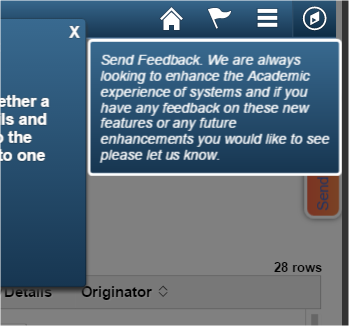 X
Send Feedback. We are always
looking to enhance the Academic
experience of systems and if you
have any feedback on these new
features or any future
enhancements you would like to see
please let us know.
ether a
lls and
o the
to one
Send
28 rows
Details Originator